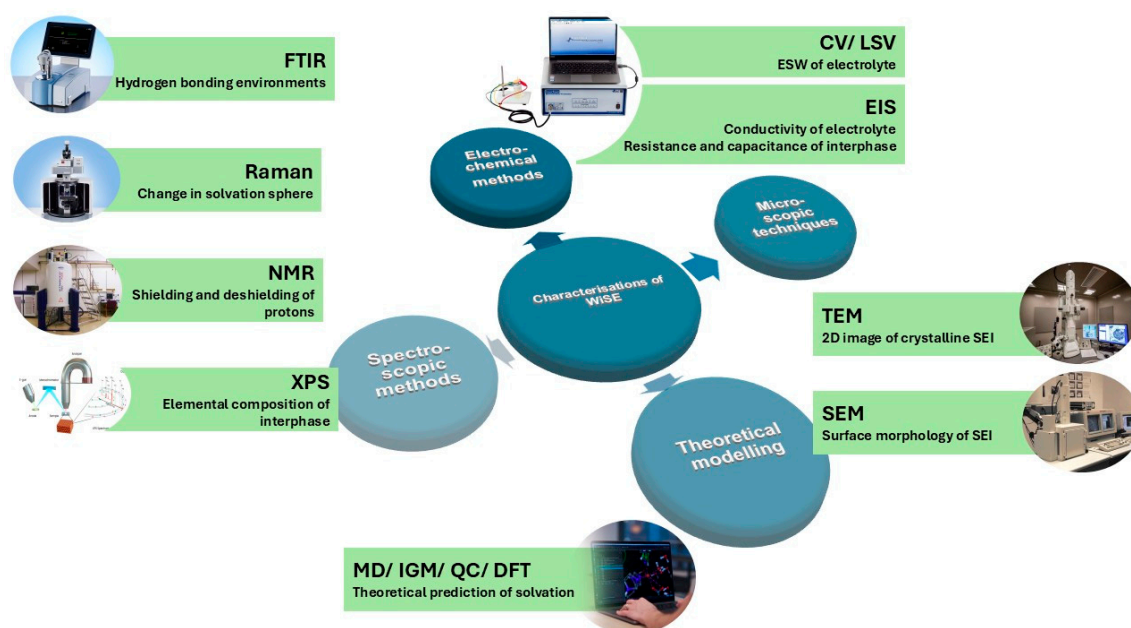 FTIR
Hydrogen bonding environments
Raman
Change in solvation sphere
NMR
Shielding and deshielding of
protons
XPS
Elemental composition of
interphase
CV/ LSV
ESW of electrolyte
EIS
Conductivity of electrolyte
Resistance and capacitance of interphase
Electro-
chemical
methods
Micro-
scopic
techniques
Characterisations of
WiSE
Spectro-
scopic
methods
Theoretical
modelling
TEM
2D image of crystalline SEI
SEM
Surface morphology of SEI
MD/ IGM/ QC/ DFT
Theoretical prediction of solvation